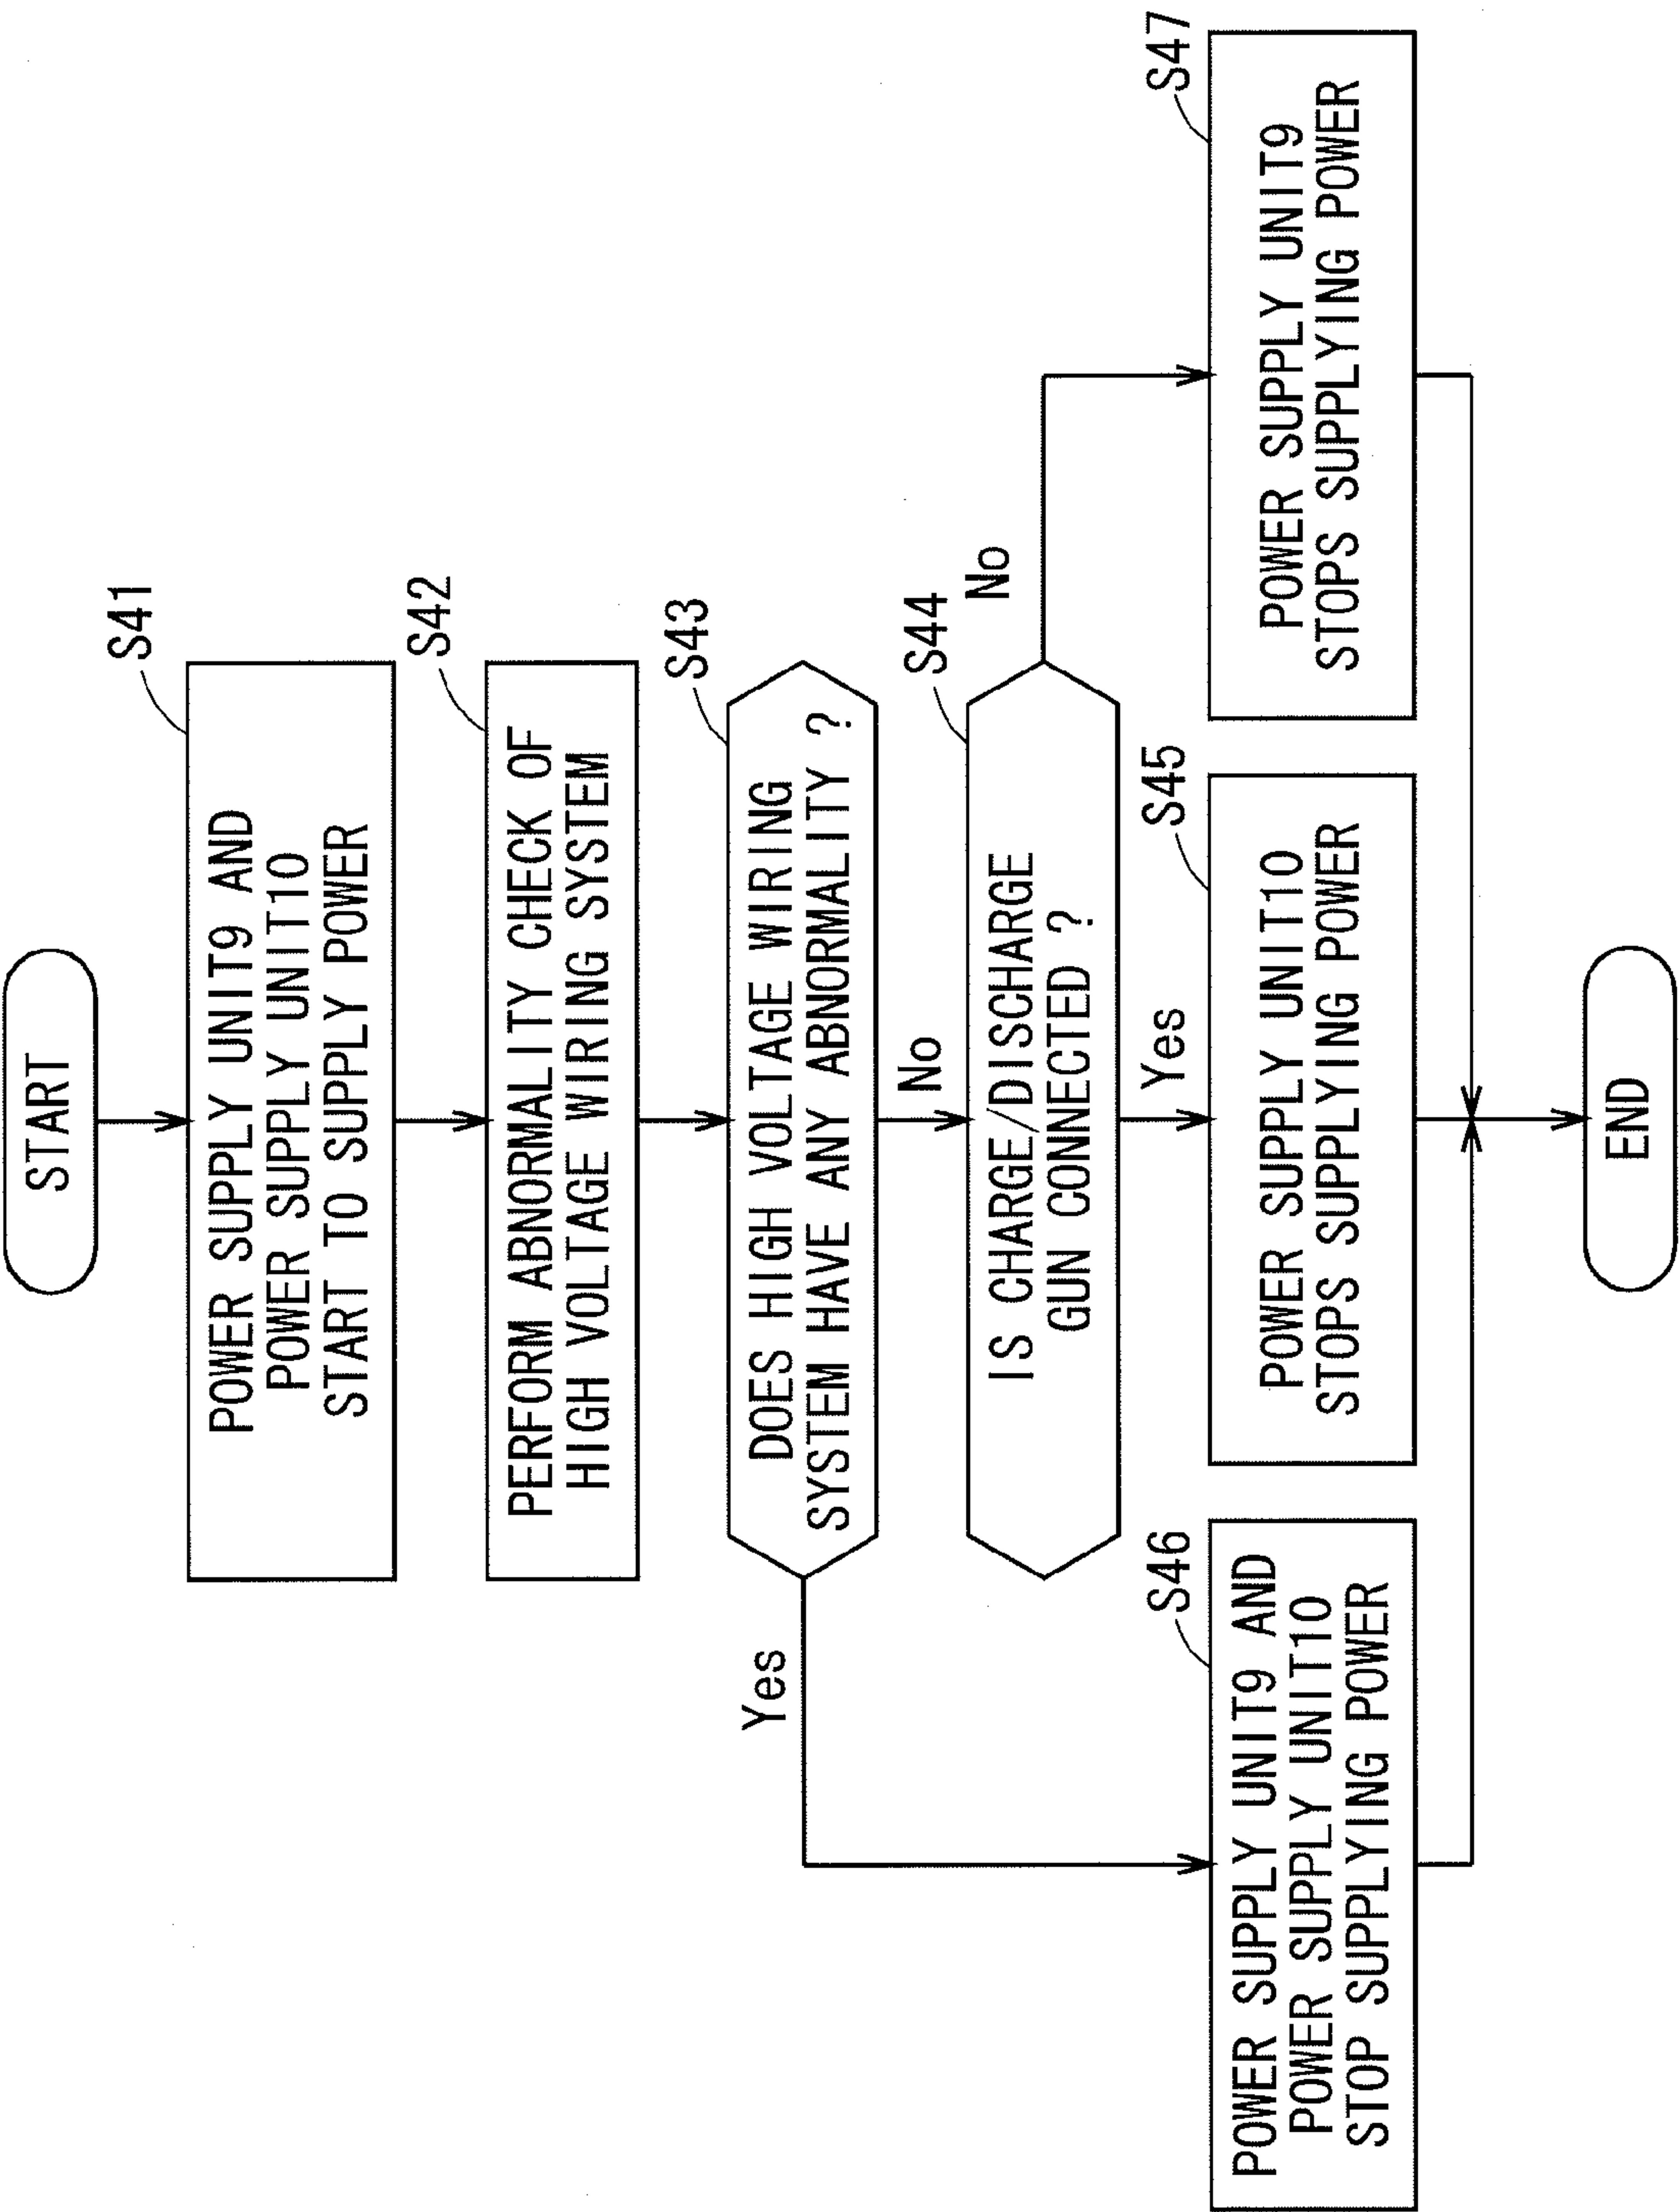 START
S41
POWER SUPPLY UNIT9 AND
POWER SUPPLY UNIT10
START TO SUPPLY POWER
S42
PERFORM ABNORMALITY CHECK OF
HIGH VOLTAGE WIRING SYSTEM
S43
DOES HIGH VOLTAGE WIRING
SYSTEM HAVE ANY ABNORMALITY ?
Yes
No
S44
IS CHARGE/DISCHARGE
GUN CONNECTED ?
No
Yes
S46
POWER SUPPLY UNIT9 AND
POWER SUPPLY UNIT10
STOP SUPPLYING POWER
S45
POWER SUPPLY UNIT10
STOPS SUPPLYING POWER
S47
POWER SUPPLY UNIT9
STOPS SUPPLYING POWER
END